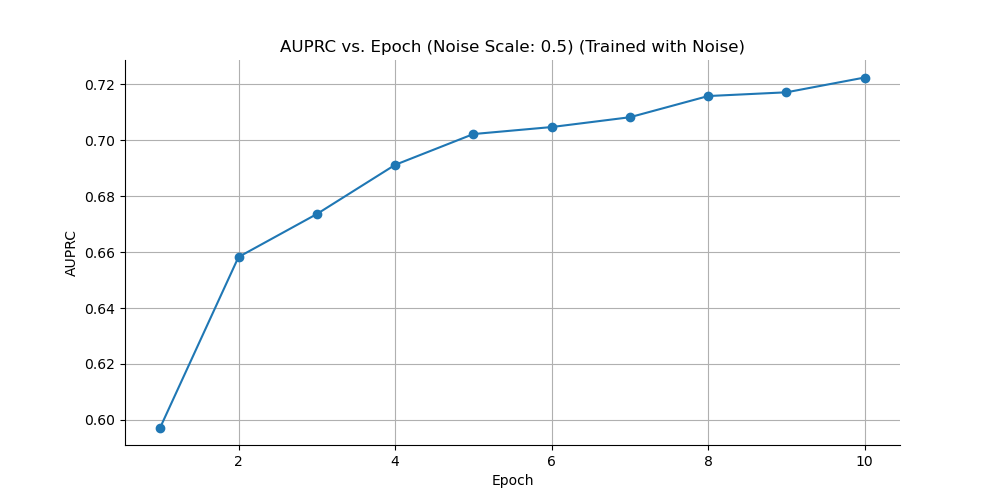 AUPRC vs. Epoch (Noise Scale: 0.5) (Trained with Noise)
0.72
0.70
0.68
0.66
0.64
0.62
0.60
AUPRC
2 4 6 8 10
Epoch